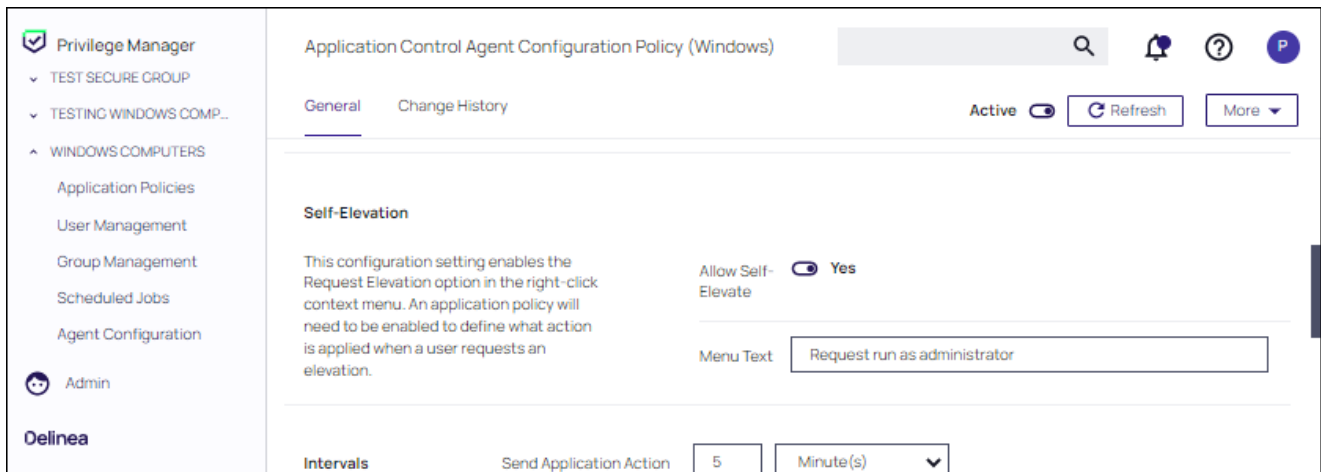 Privilege Manager
TEST SECURE GROUP
TESTING WINDOWS COMP...
WINDOWS COMPUTERS
Application Policies
User Management
Group Management
Scheduled Jobs
Agent Configuration
Admin
Delinea
Application Control Agent Configuration Policy (Windows)
P
General Change History
Active Refresh More
Self-Elevation
This configuration setting enables the
Request Elevation option in the right-click
context menu. An application policy will
need to be enabled to define what action
is applied when a user requests an
elevation.
Allow Self-
Elevate
Yes
Menu Text Request run as administrator
Intervals Send Application Action 5 Minute(s)